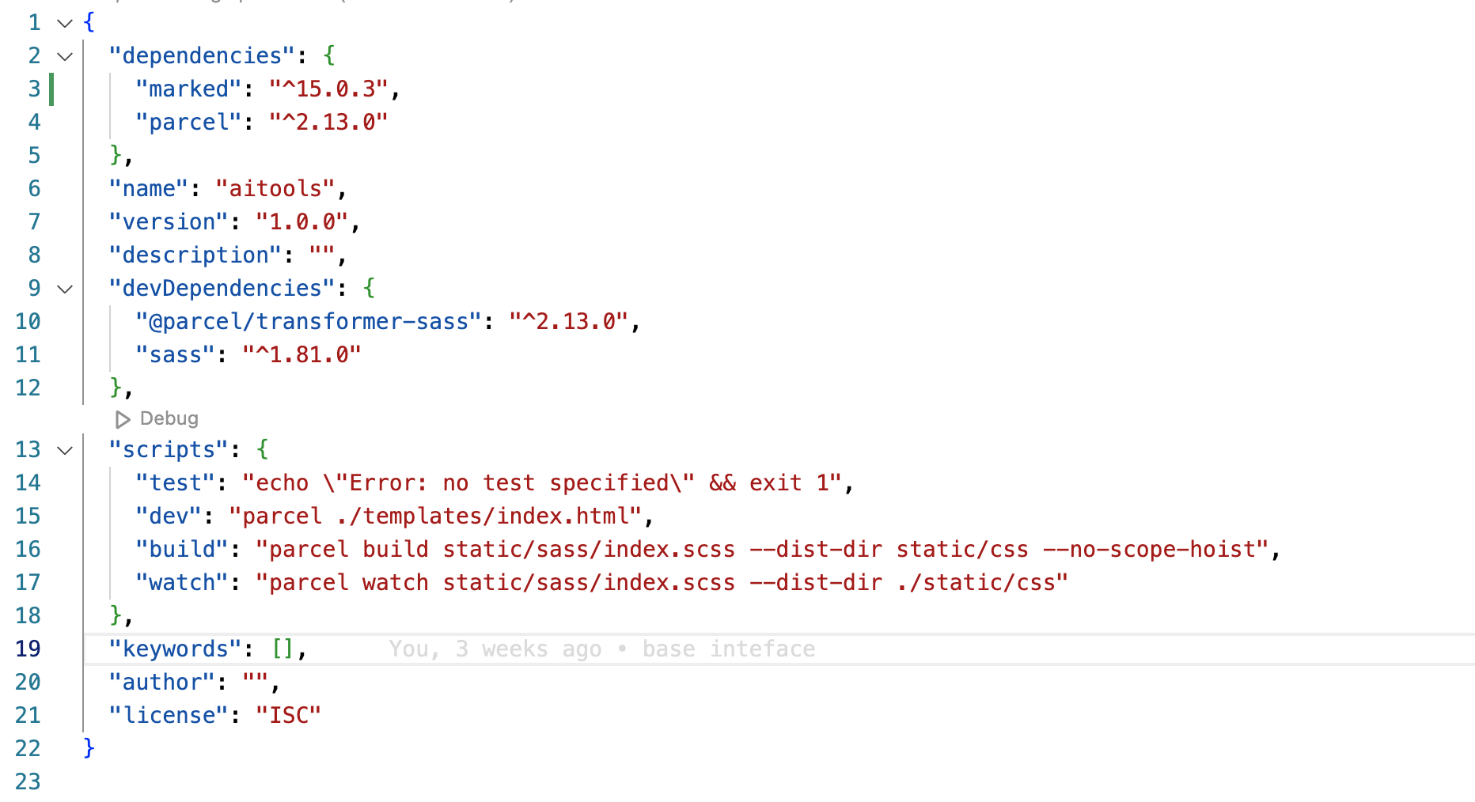 1 {
2 "dependencies": {
3 "marked": "^15.0.3",
4 "parcel": "^2.13.0"
5 },
6 "name": "aitools",
7 "version": "1.0.0",
8 "description": "",
9 "devDependencies": {
10 "@parcel/transformer-sass": "^2.13.0",
11 "sass": "^1.81.0"
12 },
Debug
13 "scripts": {
14 "test": "echo \"Error: no test specified\" && exit 1",
15 "dev": "parcel ./templates/index.html",
16 "build": "parcel build static/sass/index.scss --dist-dir static/css --no-scope-hoist",
17 "watch": "parcel watch static/sass/index.scss --dist-dir ./static/css"
18 },
19 "keywords": [], You, 3 weeks ago • base inteface
20 "author": "",
21 "license": "ISC"
22 }
23